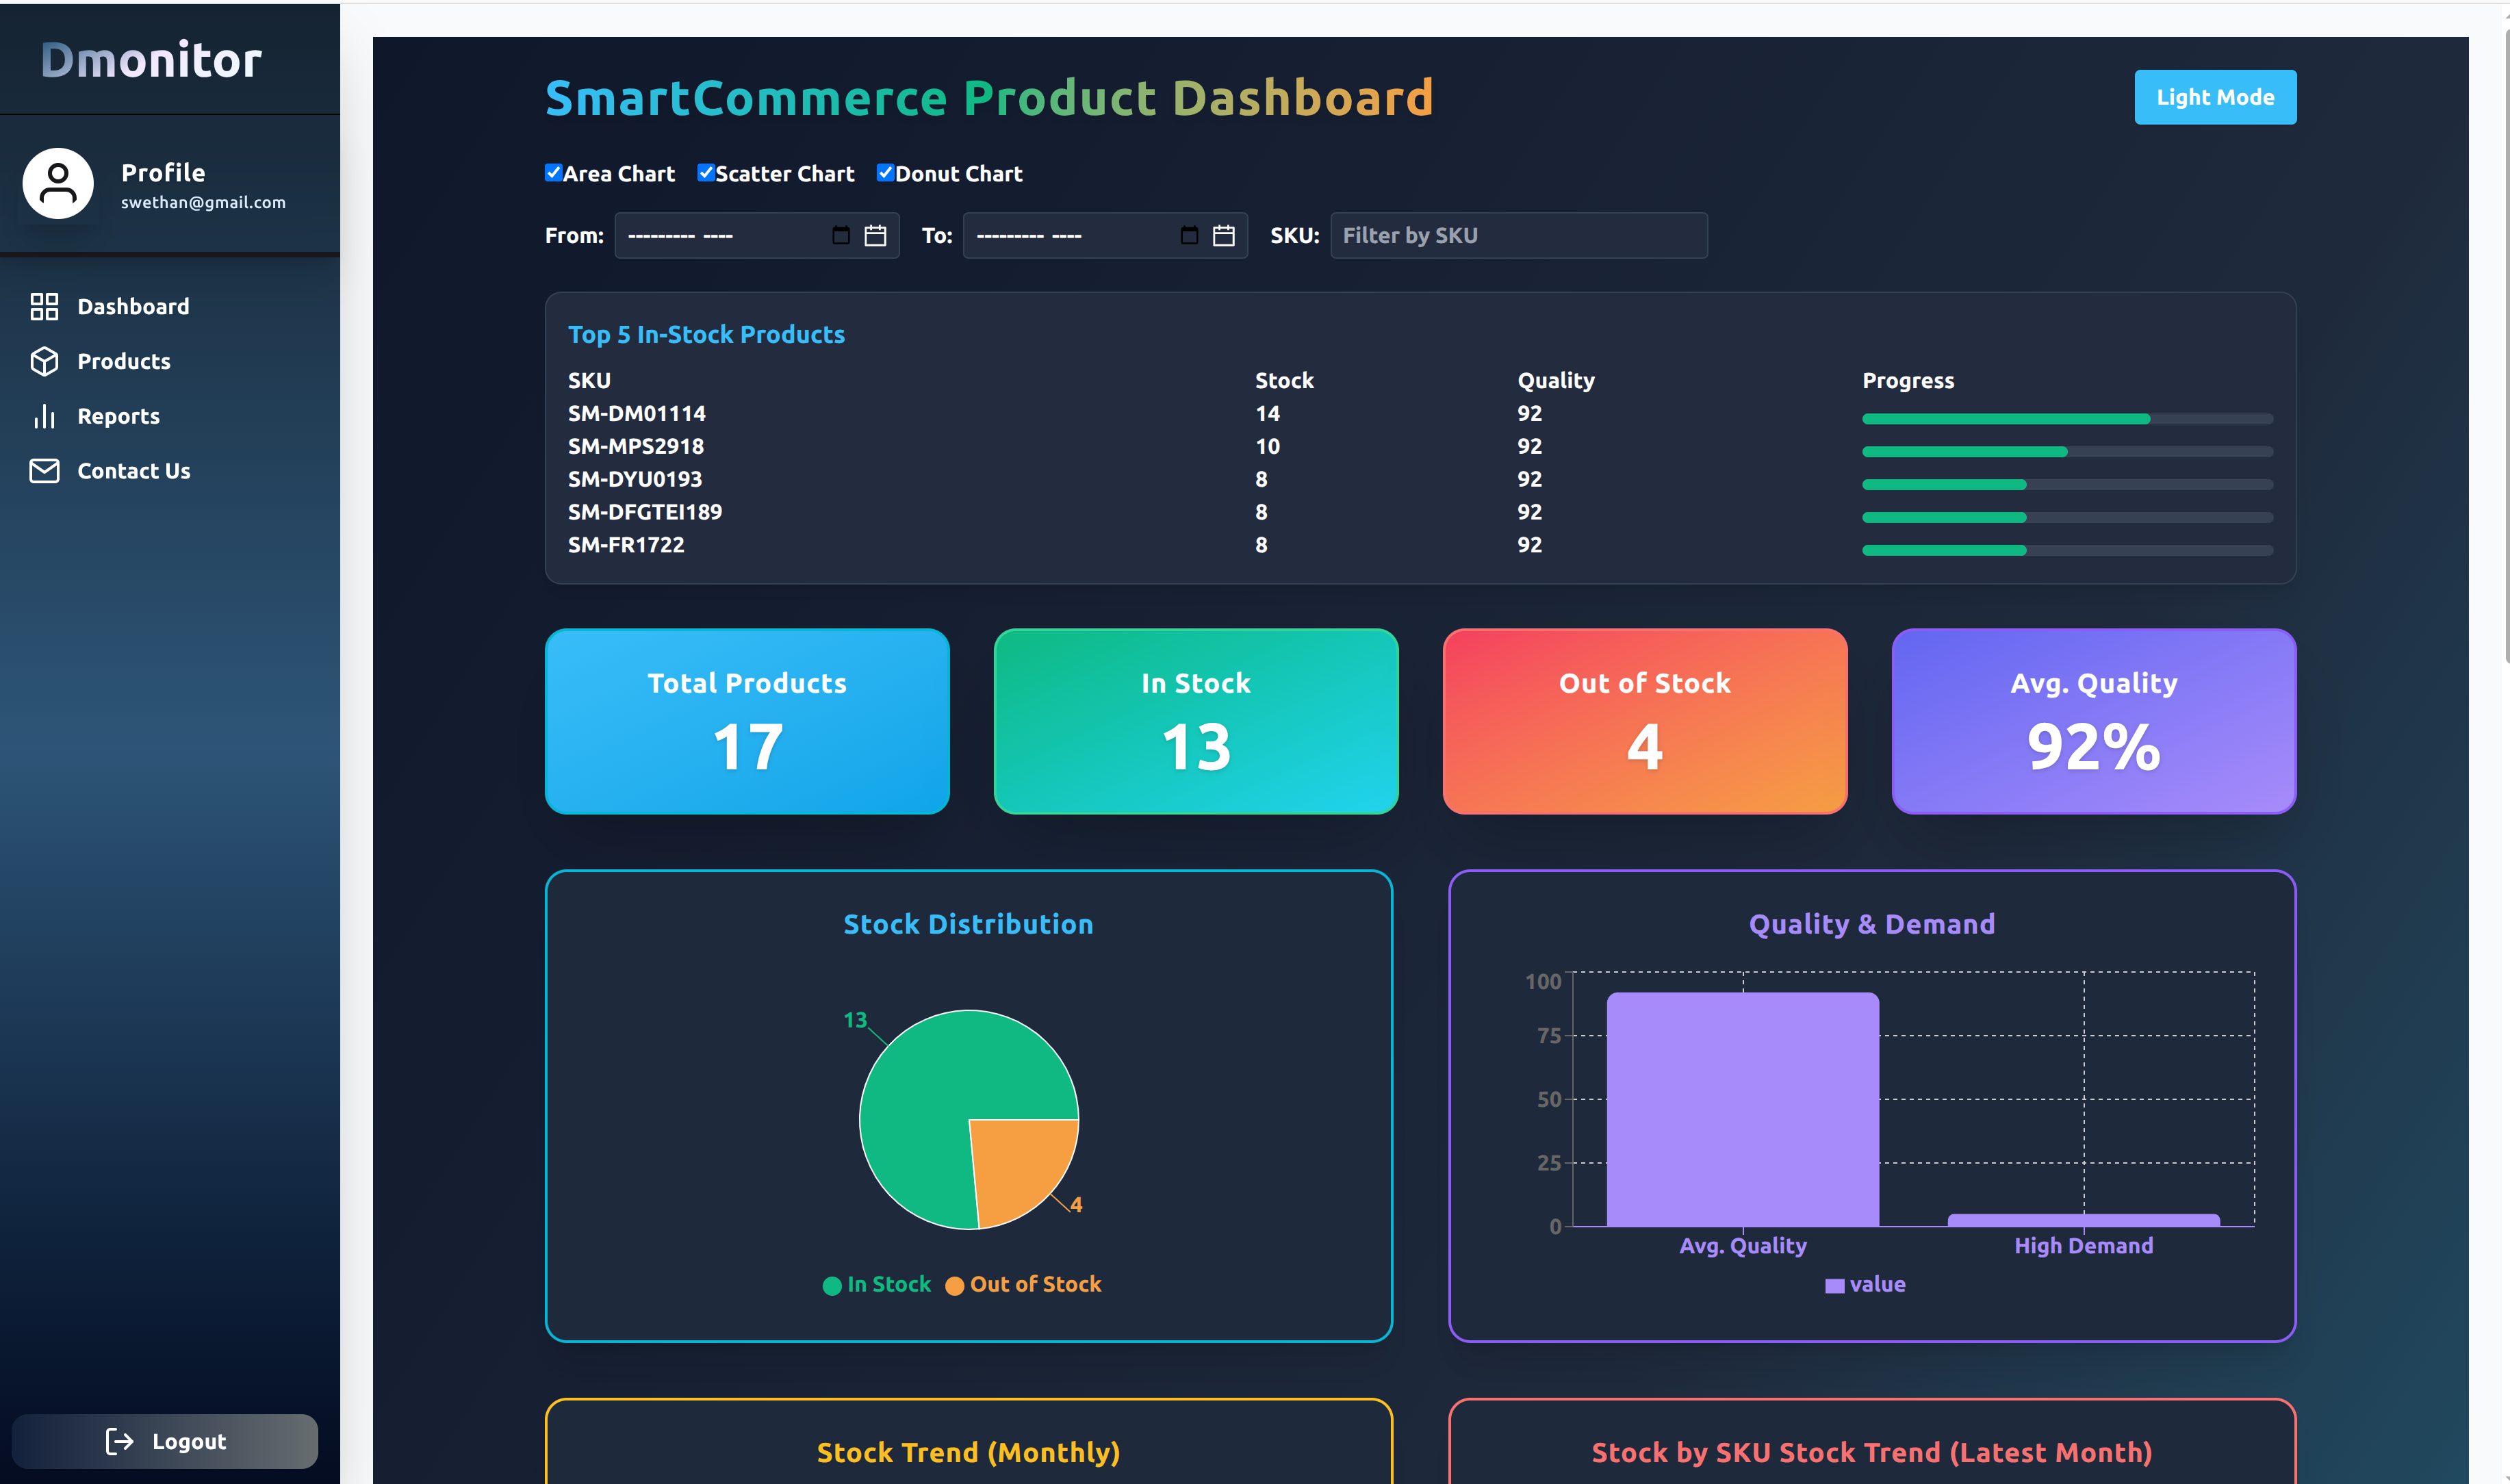 Dmonitor
Profile
swethan@gmail.com
Dashboard
Products
Reports
Contact Us
Logout
SmartCommerce Product Dashboard
Light Mode
Area Chart Scatter Chart Donut Chart
From: --------- ---- To: --------- ---- SKU: Filter by SKU
Top 5 In-Stock Products
SKU Stock Quality Progress
SM-DM01114 14 92
SM-MPS2918 10 92
SM-DYU0193 8 92
SM-DFGTEI189 8 92
SM-FR1722 8 92
Total Products
17
In Stock
13
Out of Stock
4
Avg. Quality
92%
Stock Distribution
13
4
In Stock Out of Stock
Quality & Demand
100
75
50
25
0
Avg. Quality High Demand
value
Stock Trend (Monthly)
Stock by SKU Stock Trend (Latest Month)